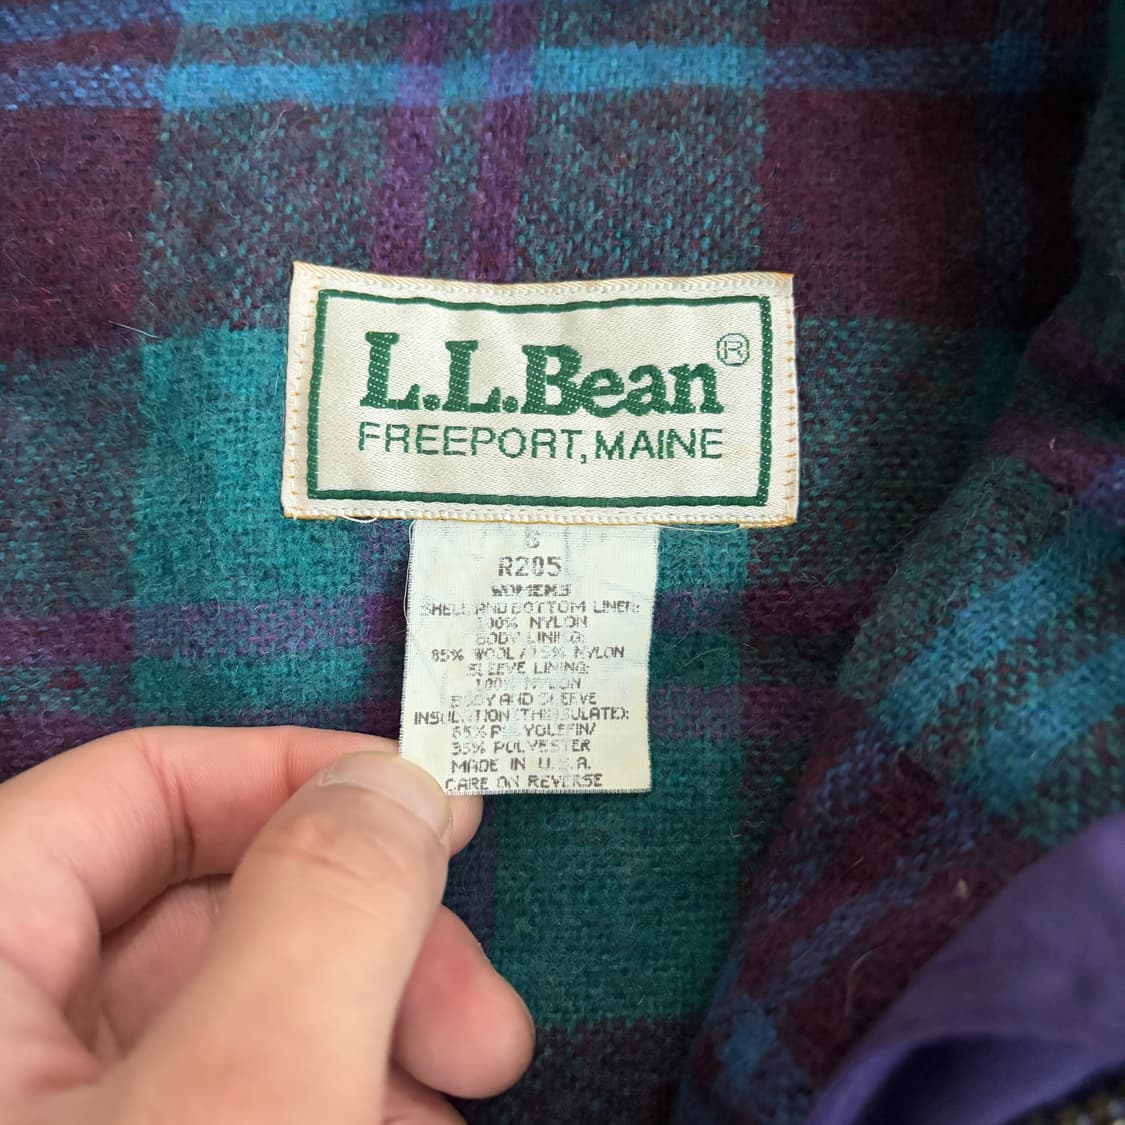 L.L.Bean®
FREEPORT, MAINE
S
R205
WOMENS
SHELL AND BOTTOM LINER:
100% NYLON
BODY LINING:
85% WOOL / 15% NYLON
SLEEVE LINING:
100% NYLON
BODY AND SLEEVE
INSULATION (THINSULATE):
65% POLYOLEFIN/
35% POLYESTER
MADE IN U.S.A.
CARE ON REVERSE